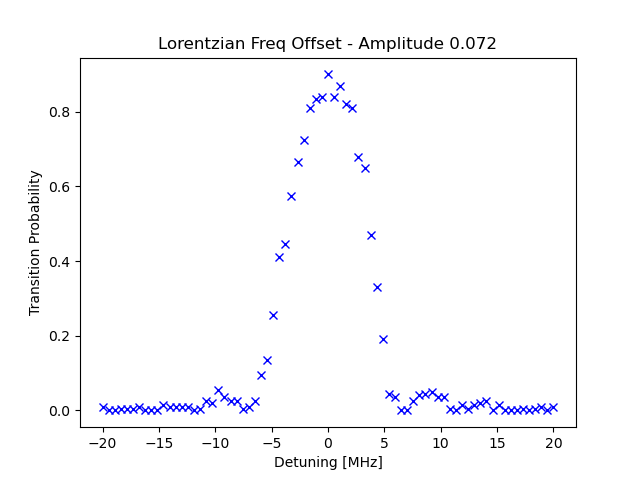 Lorentzian Freq Offset - Amplitude 0.072
Transition Probability
0.8
0.6
0.4
0.2
0.0
−20 −15 −10 −5 0 5 10 15 20
Detuning [MHz]